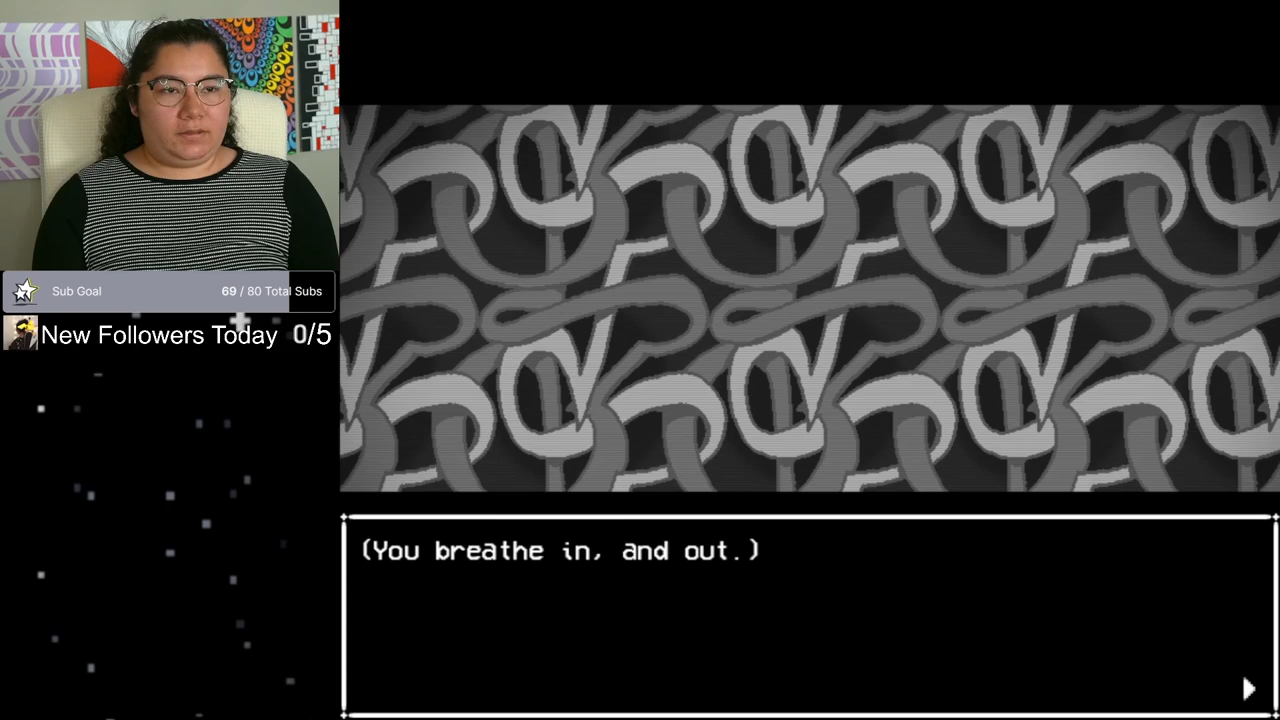 Sub Goal 69 / 80 Total Subs
New Followers Today 0/5
(You breathe in, and out.)